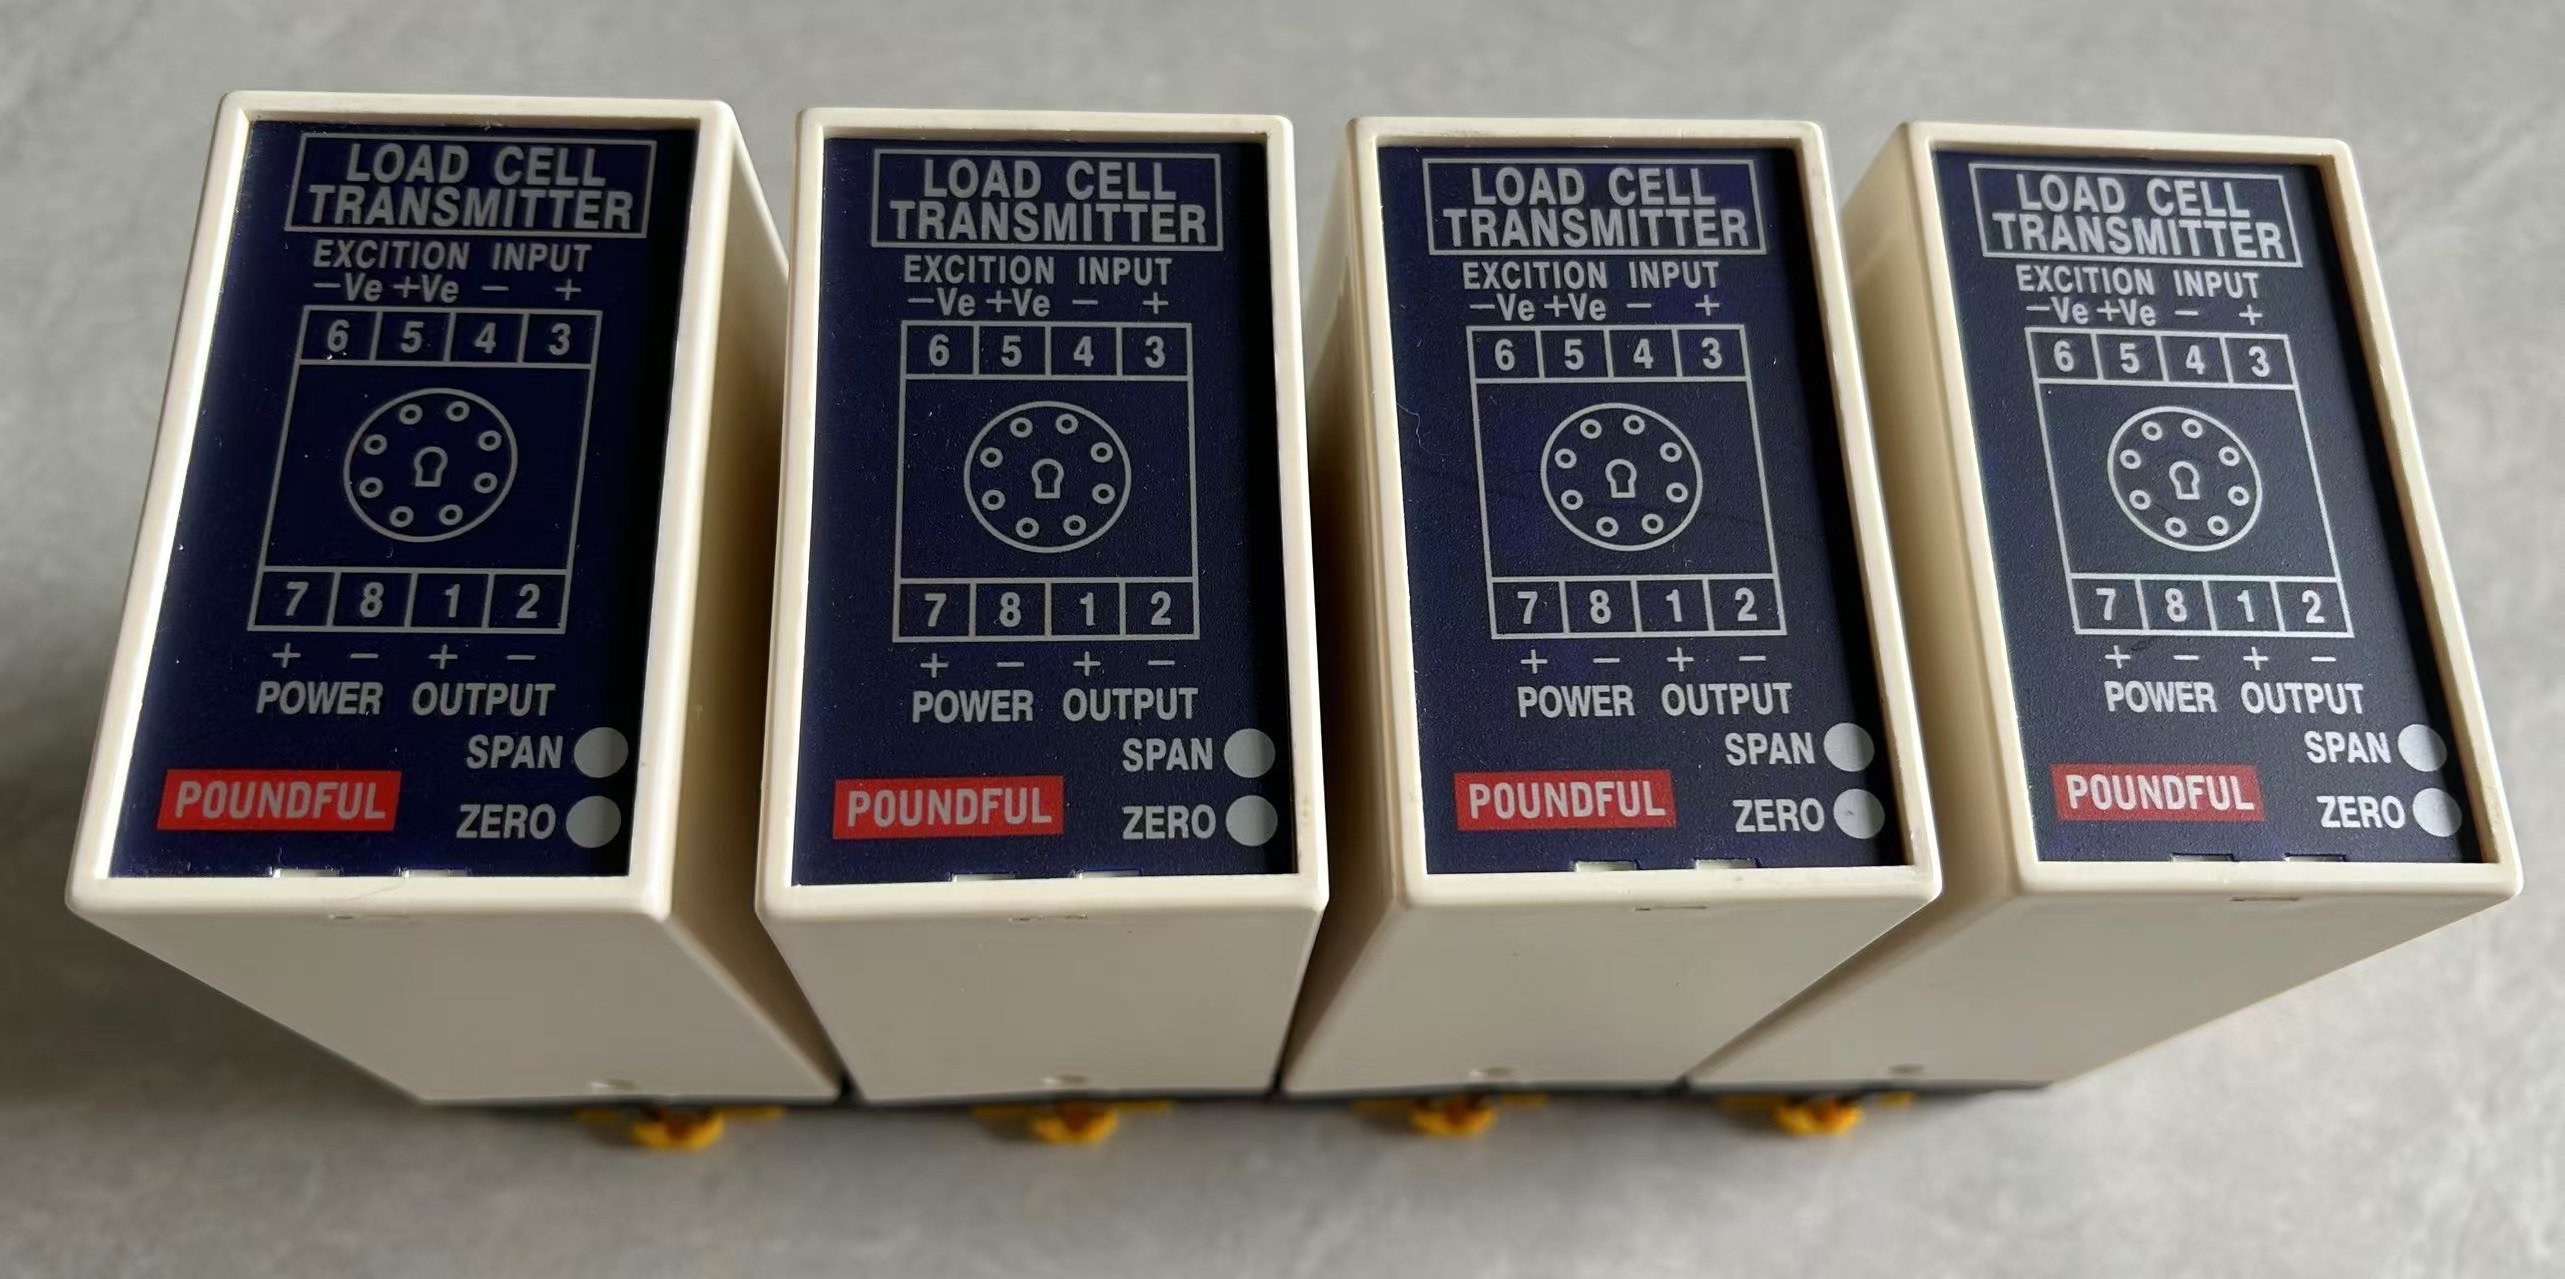 LOAD CELL
TRANSMITTER
EXCITION INPUT
−Ve +Ve − +
6 5 4 3
7 8 1 2
+ − + −
POWER OUTPUT
SPAN
POUNDFUL
ZERO
LOAD CELL
TRANSMITTER
EXCITION INPUT
−Ve +Ve − +
6 5 4 3
7 8 1 2
+ − + −
POWER OUTPUT
SPAN
POUNDFUL
ZERO
LOAD CELL
TRANSMITTER
EXCITION INPUT
−Ve +Ve − +
6 5 4 3
7 8 1 2
+ − + −
POWER OUTPUT
SPAN
POUNDFUL
ZERO
LOAD CELL
TRANSMITTER
EXCITION INPUT
−Ve +Ve − +
6 5 4 3
7 8 1 2
+ − + −
POWER OUTPUT
SPAN
POUNDFUL
ZERO